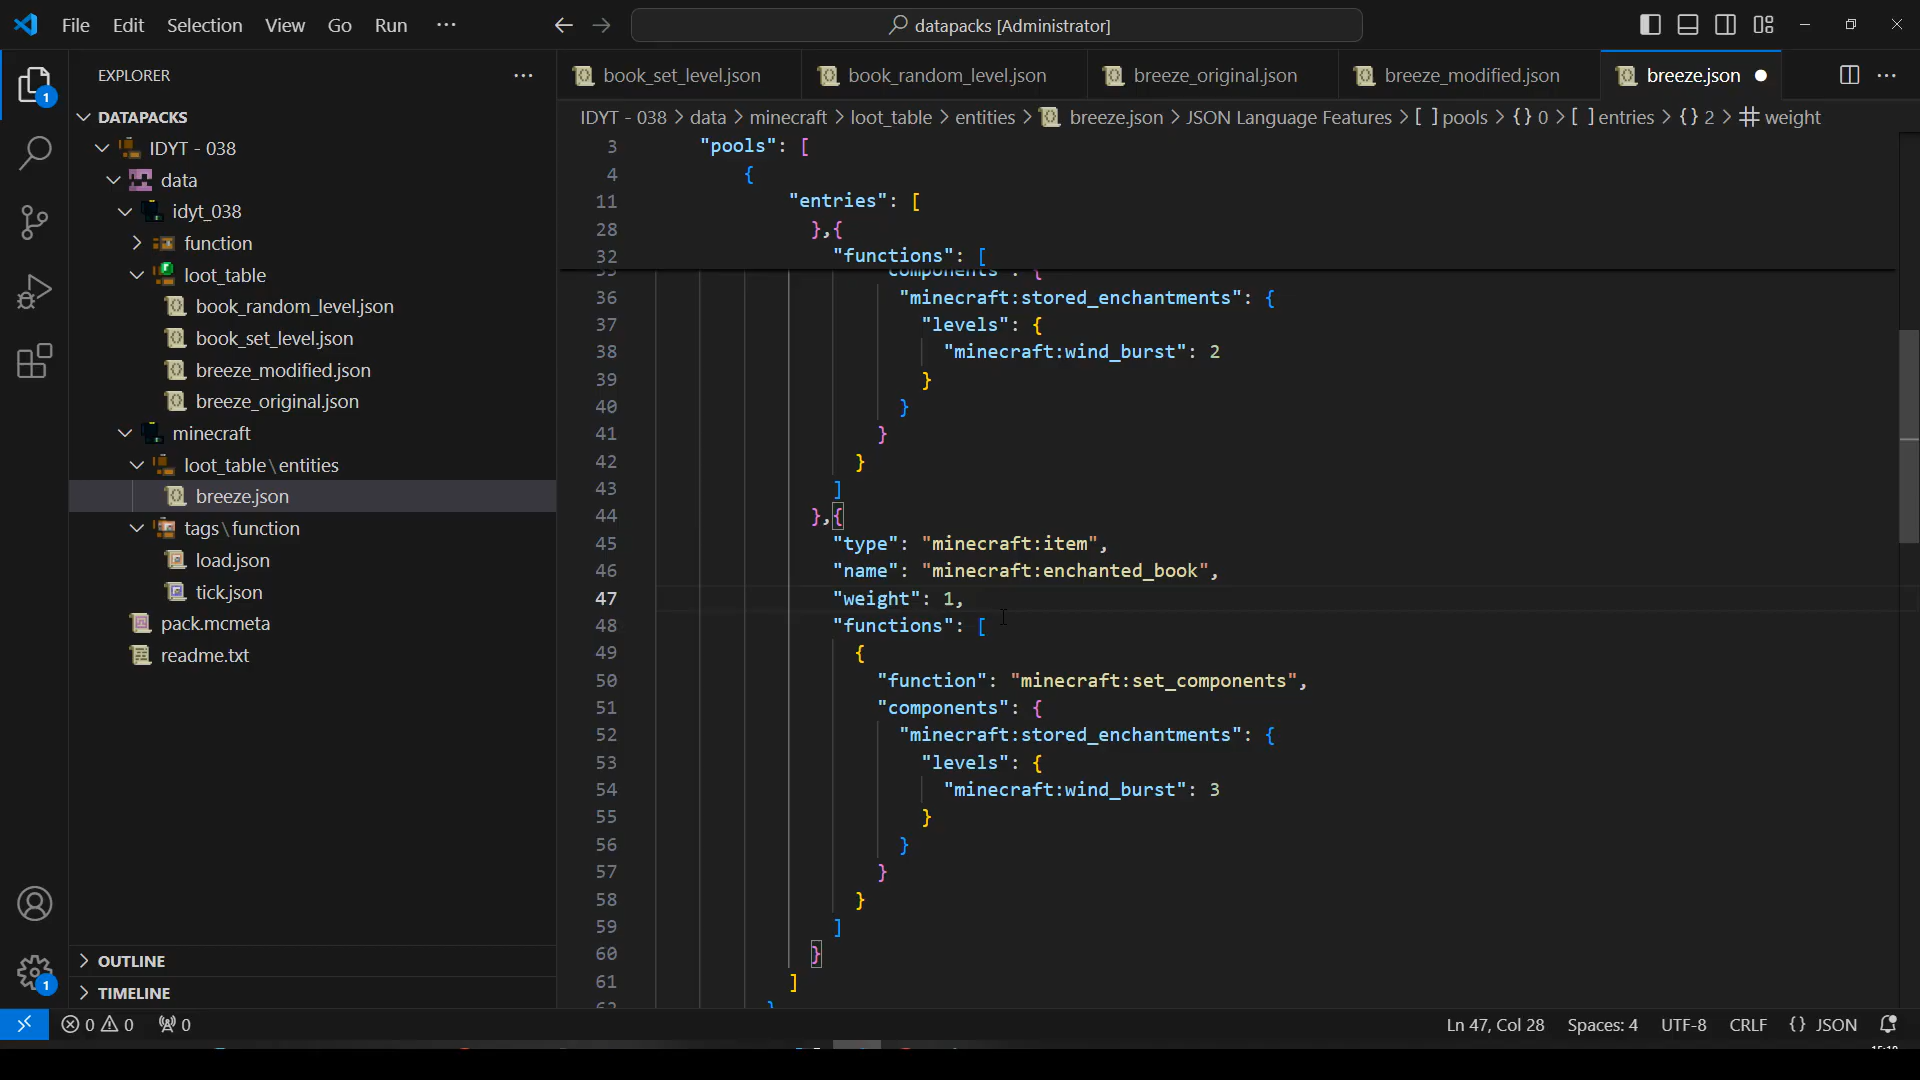 File Edit Selection View Go Run ···
datapacks [Administrator]
EXPLORER
DATAPACKS
IDYT - 038
data
idyt_038
function
loot_table
book_random_level.json
book_set_level.json
breeze_modified.json
breeze_original.json
minecraft
loot_table\entities
breeze.json
tags\function
load.json
tick.json
pack.mcmeta
readme.txt
OUTLINE
TIMELINE
1
1
book_set_level.json book_random_level.json breeze_original.json breeze_modified.json breeze.json
IDYT - 038 > data > minecraft > loot_table > entities > breeze.json > JSON Language Features > [ ] pools > {} 0 > [ ] entries > {} 2 > weight
3 "pools": [
4 {
11 "entries": [
28 },{
32 "functions": [
35 "components": {
36 "minecraft:stored_enchantments": {
37 "levels": {
38 "minecraft:wind_burst": 2
39 }
40 }
41 }
42 }
43 ]
44 },{
45 "type": "minecraft:item",
46 "name": "minecraft:enchanted_book",
47 "weight": 1,
48 "functions": [
49 {
50 "function": "minecraft:set_components",
51 "components": {
52 "minecraft:stored_enchantments": {
53 "levels": {
54 "minecraft:wind_burst": 3
55 }
56 }
57 }
58 }
59 ]
60 }
61 ]
62 }
0 0 0 Ln 47, Col 28 Spaces: 4 UTF-8 CRLF {} JSON